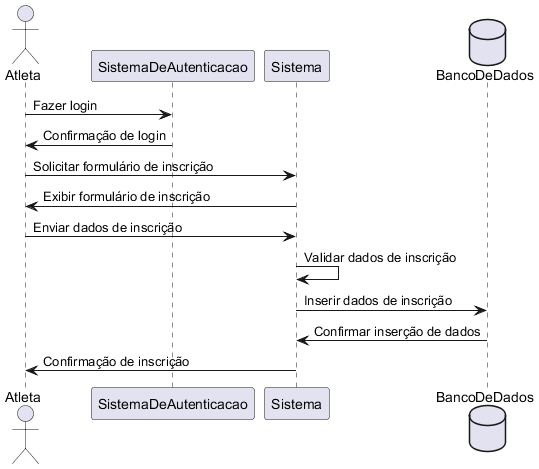 Atleta
SistemaDeAutenticacao
Sistema
BancoDeDados
Fazer login
Confirmação de login
Solicitar formulário de inscrição
Exibir formulário de inscrição
Enviar dados de inscrição
Validar dados de inscrição
Inserir dados de inscrição
Confirmar inserção de dados
Confirmação de inscrição
Atleta
SistemaDeAutenticacao
Sistema
BancoDeDados